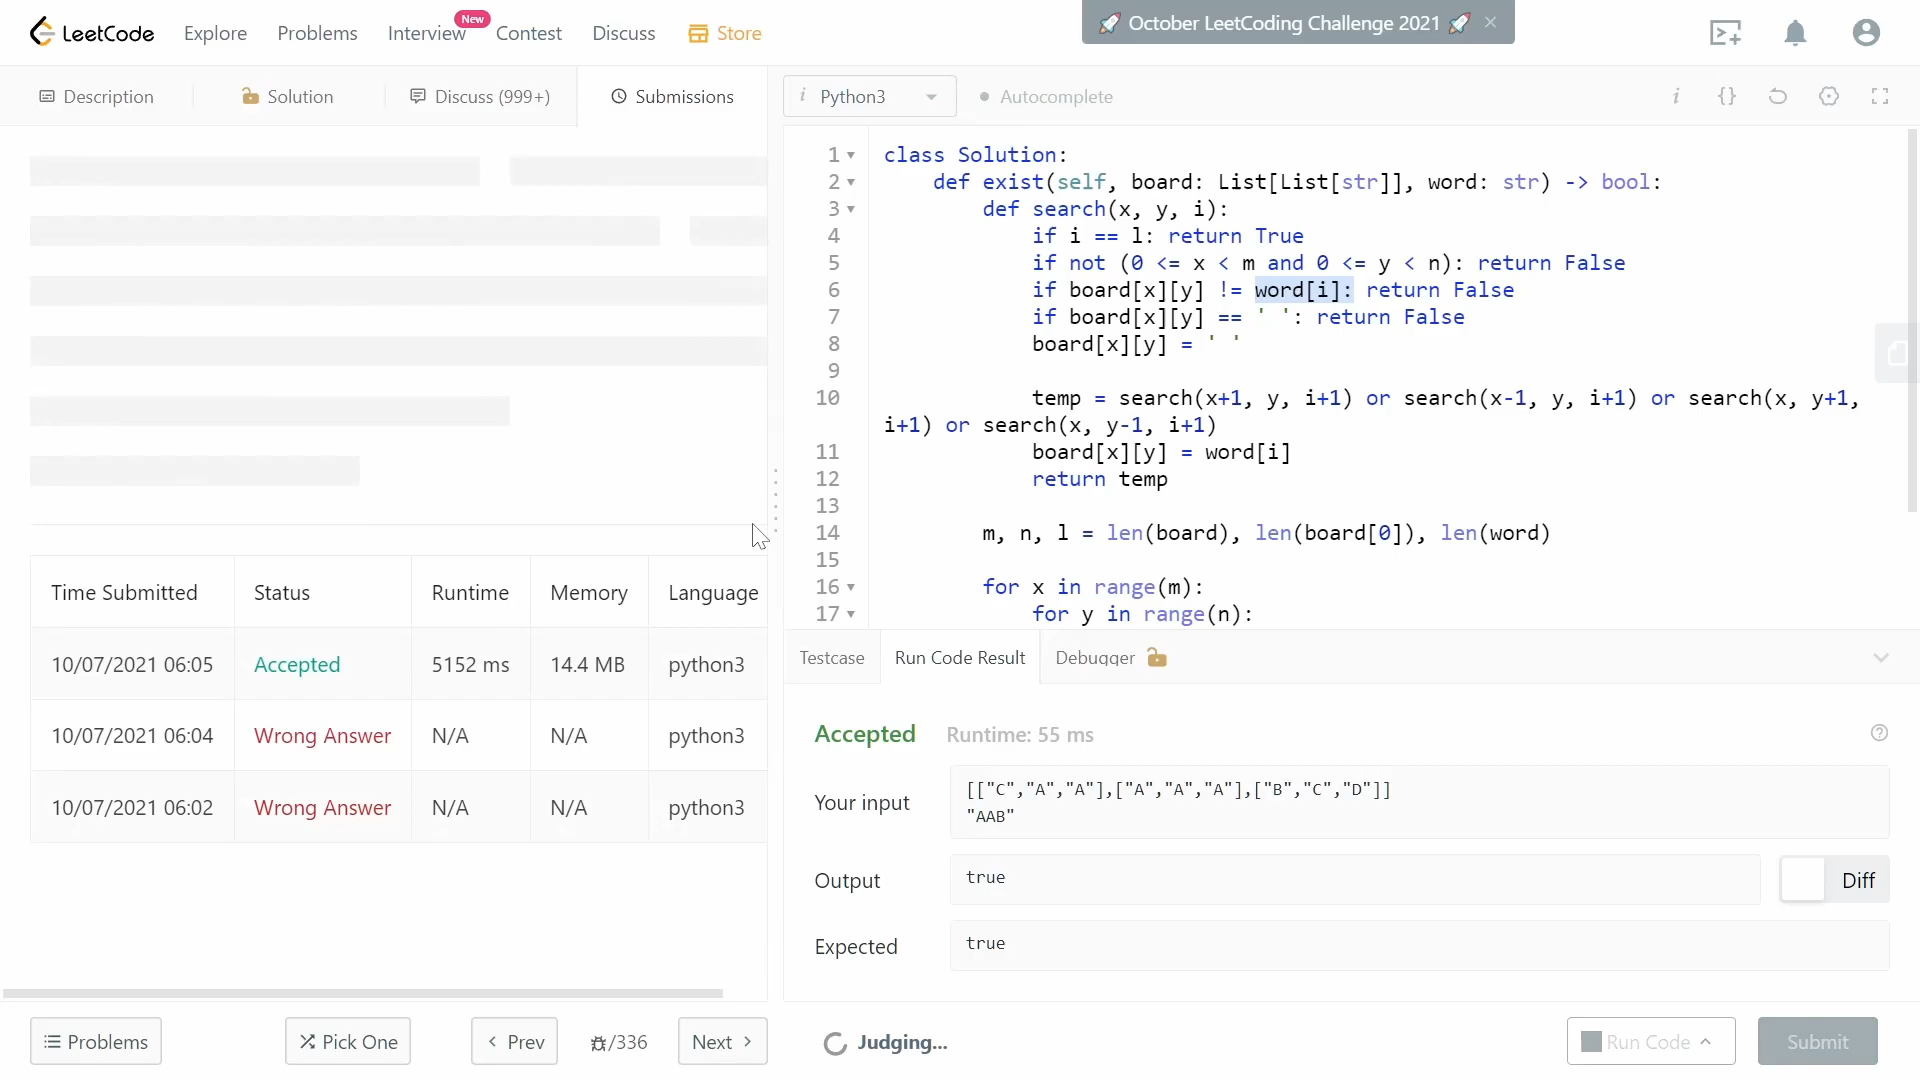 LeetCode Explore Problems Interview New Contest Discuss Store
🚀 October LeetCoding Challenge 2021 🚀 ×
Description Solution Discuss (999+) Submissions
i Python3 Autocomplete
i {}
1 class Solution:
2 def exist(self, board: List[List[str]], word: str) -> bool:
3 def search(x, y, i):
4 if i == l: return True
5 if not (0 <= x < m and 0 <= y < n): return False
6 if board[x][y] != word[i]: return False
7 if board[x][y] == ' ': return False
8 board[x][y] = ' '
9
10 temp = search(x+1, y, i+1) or search(x-1, y, i+1) or search(x, y+1,
i+1) or search(x, y-1, i+1)
11 board[x][y] = word[i]
12 return temp
13
14 m, n, l = len(board), len(board[0]), len(word)
15
16 for x in range(m):
17 for y in range(n):
Time Submitted Status Runtime Memory Language
10/07/2021 06:05 Accepted 5152 ms 14.4 MB python3
10/07/2021 06:04 Wrong Answer N/A N/A python3
10/07/2021 06:02 Wrong Answer N/A N/A python3
Testcase Run Code Result Debugger
Accepted Runtime: 55 ms
Your input
[["C","A","A"],["A","A","A"],["B","C","D"]]
"AAB"
Output true Diff
Expected true
Problems Pick One < Prev /336 Next > Judging... Run Code Submit